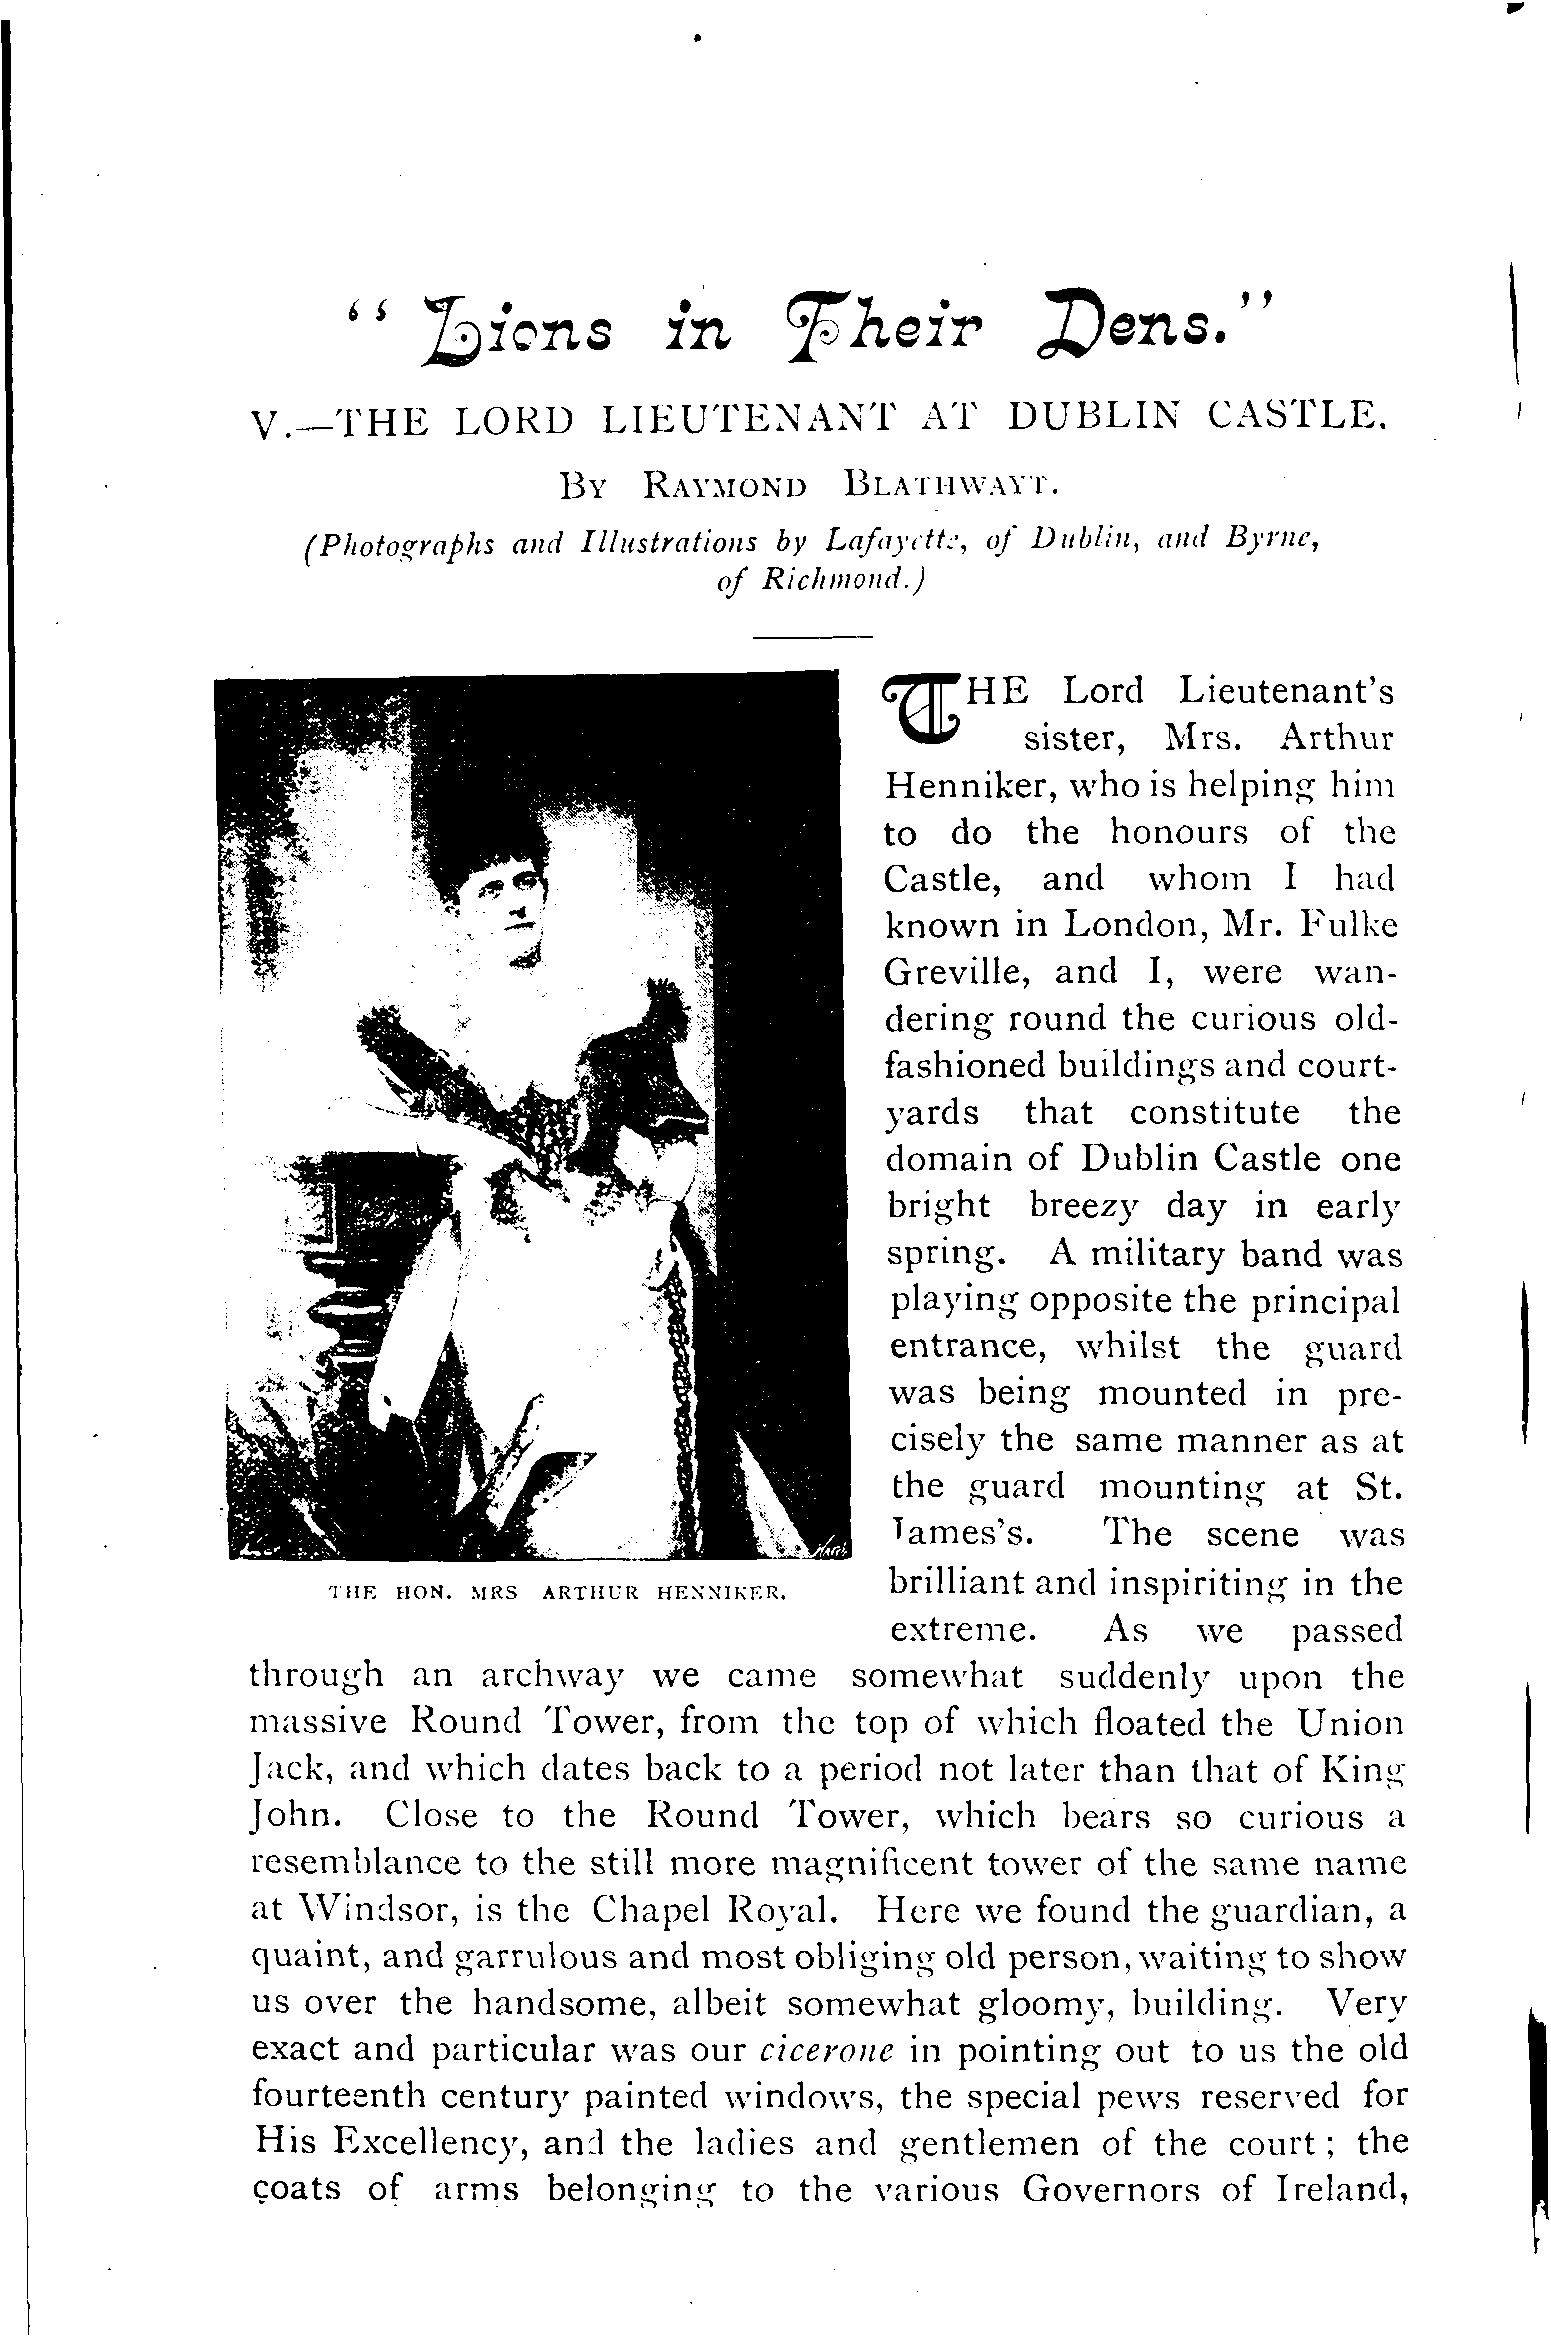 “ Lions in Their Dens.”
V.—THE LORD LIEUTENANT AT DUBLIN CASTLE.
By Raymond Blathwayt.
(Photographs and Illustrations by Lafayette, of Dublin, and Byrne,
of Richmond.)
THE Lord Lieutenant's
sister, Mrs. Arthur
Henniker, who is helping him
to do the honours of the
Castle, and whom I had
known in London, Mr. Fulke
Greville, and I, were wan-
dering round the curious old-
fashioned buildings and court-
yards that constitute the
domain of Dublin Castle one
bright breezy day in early
spring. A military band was
playing opposite the principal
entrance, whilst the guard
was being mounted in pre-
cisely the same manner as at
the guard mounting at St.
James's. The scene was
brilliant and inspiriting in the
extreme. As we passed
THE HON. MRS ARTHUR HENNIKER.
through an archway we came somewhat suddenly upon the
massive Round Tower, from the top of which floated the Union
Jack, and which dates back to a period not later than that of King
John. Close to the Round Tower, which bears so curious a
resemblance to the still more magnificent tower of the same name
at Windsor, is the Chapel Royal. Here we found the guardian, a
quaint, and garrulous and most obliging old person, waiting to show
us over the handsome, albeit somewhat gloomy, building. Very
exact and particular was our cicerone in pointing out to us the old
fourteenth century painted windows, the special pews reserved for
His Excellency, and the ladies and gentlemen of the court ; the
coats of arms belonging to the various Governors of Ireland,